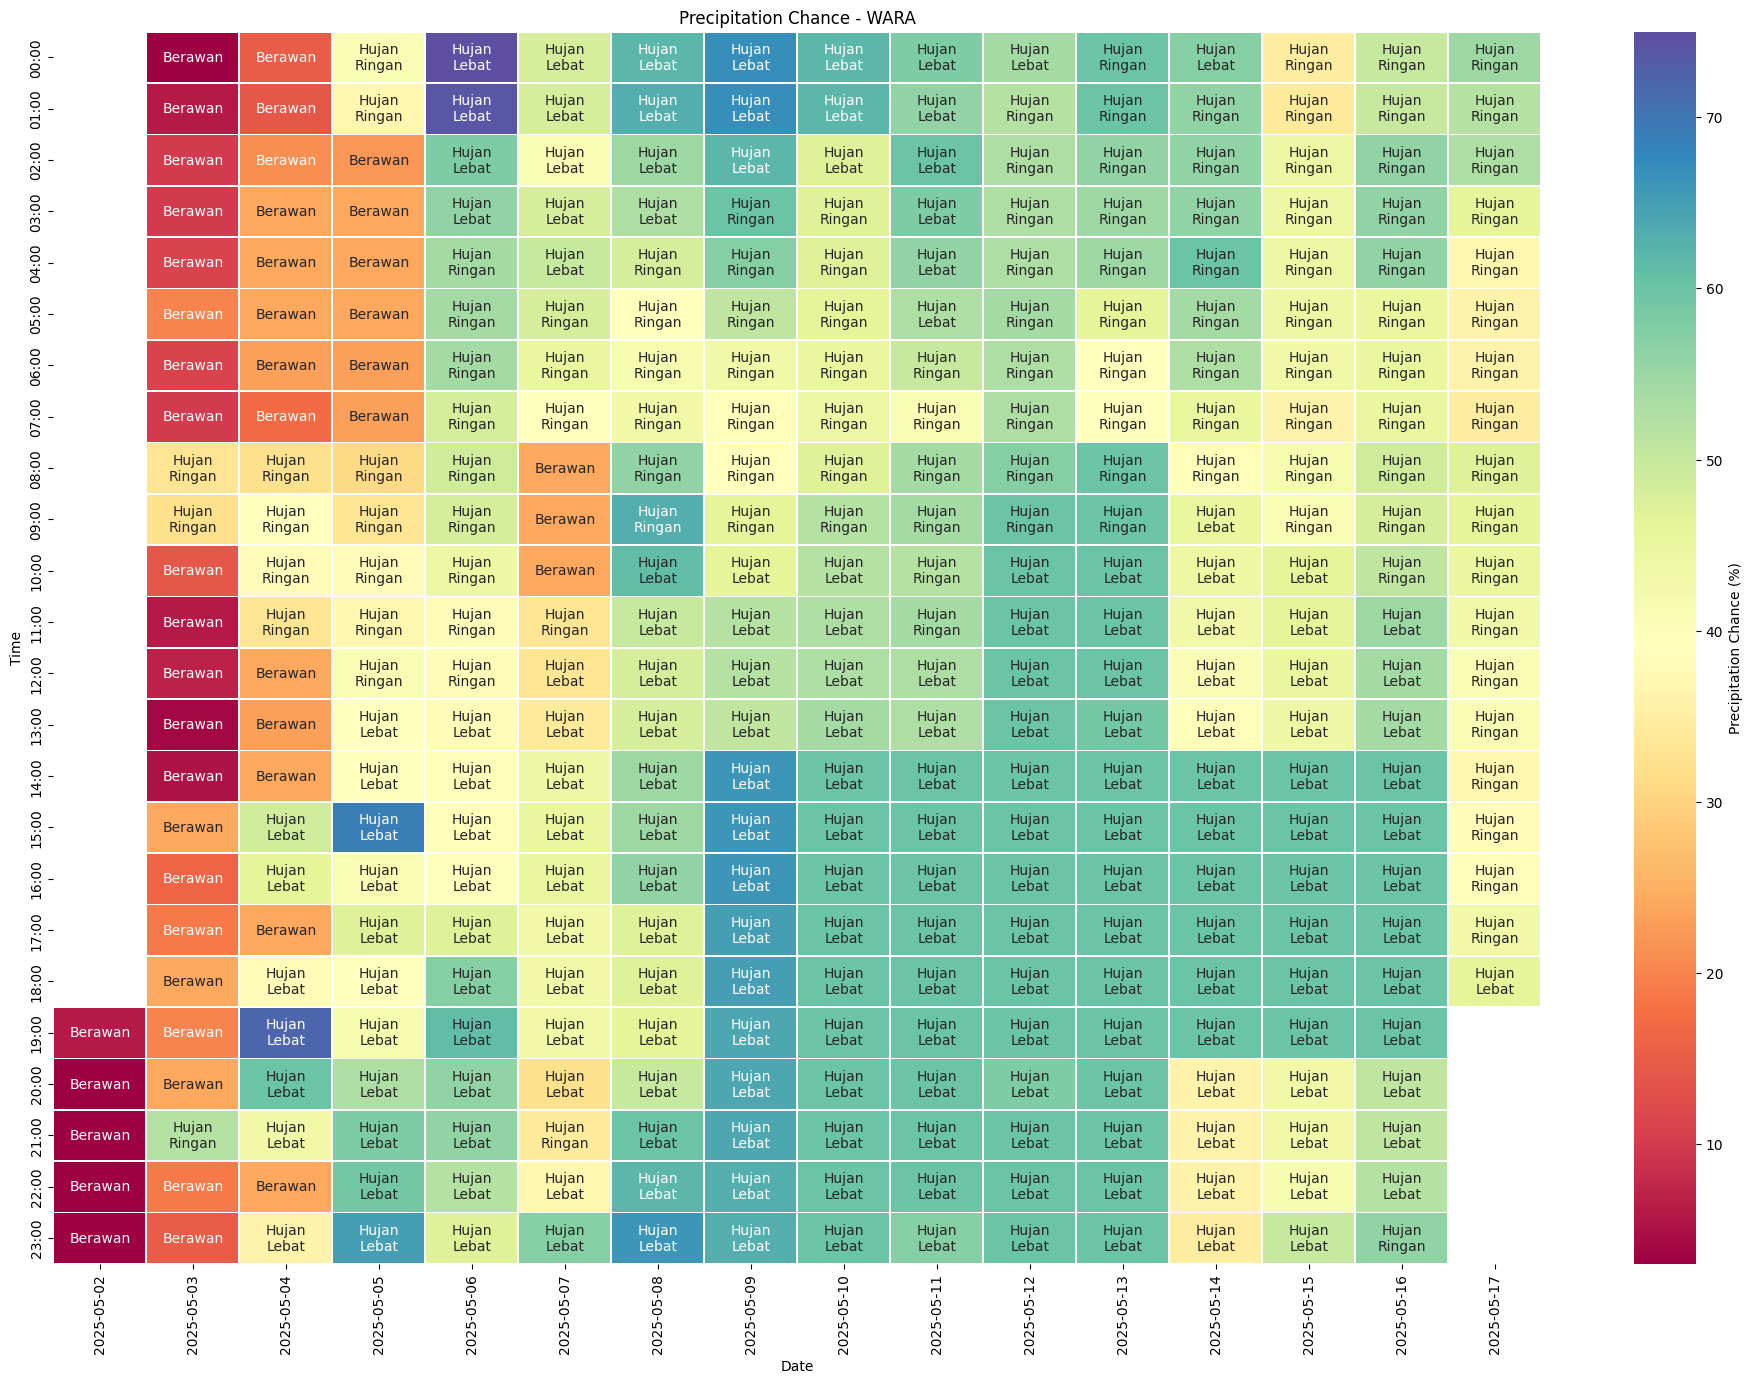 Precipitation Chance - WARA
00:00 Berawan Berawan Hujan Ringan Hujan Lebat Hujan Lebat Hujan Lebat Hujan Lebat Hujan Lebat Hujan Lebat Hujan Lebat Hujan Ringan Hujan Lebat Hujan Ringan Hujan Ringan Hujan Ringan
01:00 Berawan Berawan Hujan Ringan Hujan Lebat Hujan Lebat Hujan Lebat Hujan Lebat Hujan Lebat Hujan Lebat Hujan Ringan Hujan Ringan Hujan Ringan Hujan Ringan Hujan Ringan Hujan Ringan
02:00 Berawan Berawan Berawan Hujan Lebat Hujan Lebat Hujan Lebat Hujan Lebat Hujan Lebat Hujan Lebat Hujan Ringan Hujan Ringan Hujan Ringan Hujan Ringan Hujan Ringan Hujan Ringan
03:00 Berawan Berawan Berawan Hujan Lebat Hujan Lebat Hujan Lebat Hujan Ringan Hujan Ringan Hujan Lebat Hujan Ringan Hujan Ringan Hujan Ringan Hujan Ringan Hujan Ringan Hujan Ringan
04:00 Berawan Berawan Berawan Hujan Ringan Hujan Lebat Hujan Ringan Hujan Ringan Hujan Ringan Hujan Lebat Hujan Ringan Hujan Ringan Hujan Ringan Hujan Ringan Hujan Ringan Hujan Ringan
05:00 Berawan Berawan Berawan Hujan Ringan Hujan Ringan Hujan Ringan Hujan Ringan Hujan Ringan Hujan Lebat Hujan Ringan Hujan Ringan Hujan Ringan Hujan Ringan Hujan Ringan Hujan Ringan
06:00 Berawan Berawan Berawan Hujan Ringan Hujan Ringan Hujan Ringan Hujan Ringan Hujan Ringan Hujan Ringan Hujan Ringan Hujan Ringan Hujan Ringan Hujan Ringan Hujan Ringan Hujan Ringan
07:00 Berawan Berawan Berawan Hujan Ringan Hujan Ringan Hujan Ringan Hujan Ringan Hujan Ringan Hujan Ringan Hujan Ringan Hujan Ringan Hujan Ringan Hujan Ringan Hujan Ringan Hujan Ringan
08:00 Hujan Ringan Hujan Ringan Hujan Ringan Hujan Ringan Berawan Hujan Ringan Hujan Ringan Hujan Ringan Hujan Ringan Hujan Ringan Hujan Ringan Hujan Ringan Hujan Ringan Hujan Ringan Hujan Ringan
09:00 Hujan Ringan Hujan Ringan Hujan Ringan Hujan Ringan Berawan Hujan Ringan Hujan Ringan Hujan Ringan Hujan Ringan Hujan Ringan Hujan Ringan Hujan Lebat Hujan Ringan Hujan Ringan Hujan Ringan
10:00 Berawan Hujan Ringan Hujan Ringan Hujan Ringan Berawan Hujan Lebat Hujan Lebat Hujan Lebat Hujan Ringan Hujan Lebat Hujan Lebat Hujan Lebat Hujan Lebat Hujan Ringan Hujan Ringan
11:00 Berawan Hujan Ringan Hujan Ringan Hujan Ringan Hujan Ringan Hujan Lebat Hujan Lebat Hujan Lebat Hujan Ringan Hujan Lebat Hujan Lebat Hujan Lebat Hujan Lebat Hujan Lebat Hujan Ringan
12:00 Berawan Berawan Hujan Ringan Hujan Ringan Hujan Lebat Hujan Lebat Hujan Lebat Hujan Lebat Hujan Lebat Hujan Lebat Hujan Lebat Hujan Lebat Hujan Lebat Hujan Lebat Hujan Ringan
13:00 Berawan Berawan Hujan Lebat Hujan Lebat Hujan Lebat Hujan Lebat Hujan Lebat Hujan Lebat Hujan Lebat Hujan Lebat Hujan Lebat Hujan Lebat Hujan Lebat Hujan Lebat Hujan Ringan
14:00 Berawan Berawan Hujan Lebat Hujan Lebat Hujan Lebat Hujan Lebat Hujan Lebat Hujan Lebat Hujan Lebat Hujan Lebat Hujan Lebat Hujan Lebat Hujan Lebat Hujan Lebat Hujan Ringan
15:00 Berawan Hujan Lebat Hujan Lebat Hujan Lebat Hujan Lebat Hujan Lebat Hujan Lebat Hujan Lebat Hujan Lebat Hujan Lebat Hujan Lebat Hujan Lebat Hujan Lebat Hujan Lebat Hujan Ringan
16:00 Berawan Hujan Lebat Hujan Lebat Hujan Lebat Hujan Lebat Hujan Lebat Hujan Lebat Hujan Lebat Hujan Lebat Hujan Lebat Hujan Lebat Hujan Lebat Hujan Lebat Hujan Lebat Hujan Ringan
17:00 Berawan Berawan Hujan Lebat Hujan Lebat Hujan Lebat Hujan Lebat Hujan Lebat Hujan Lebat Hujan Lebat Hujan Lebat Hujan Lebat Hujan Lebat Hujan Lebat Hujan Lebat Hujan Ringan
18:00 Berawan Hujan Lebat Hujan Lebat Hujan Lebat Hujan Lebat Hujan Lebat Hujan Lebat Hujan Lebat Hujan Lebat Hujan Lebat Hujan Lebat Hujan Lebat Hujan Lebat Hujan Lebat Hujan Lebat
19:00 Berawan Berawan Hujan Lebat Hujan Lebat Hujan Lebat Hujan Lebat Hujan Lebat Hujan Lebat Hujan Lebat Hujan Lebat Hujan Lebat Hujan Lebat Hujan Lebat Hujan Lebat Hujan Lebat
20:00 Berawan Berawan Hujan Lebat Hujan Lebat Hujan Lebat Hujan Lebat Hujan Lebat Hujan Lebat Hujan Lebat Hujan Lebat Hujan Lebat Hujan Lebat Hujan Lebat Hujan Lebat Hujan Lebat
21:00 Berawan Hujan Ringan Hujan Lebat Hujan Lebat Hujan Lebat Hujan Ringan Hujan Lebat Hujan Lebat Hujan Lebat Hujan Lebat Hujan Lebat Hujan Lebat Hujan Lebat Hujan Lebat Hujan Lebat
22:00 Berawan Berawan Berawan Hujan Lebat Hujan Lebat Hujan Lebat Hujan Lebat Hujan Lebat Hujan Lebat Hujan Lebat Hujan Lebat Hujan Lebat Hujan Lebat Hujan Lebat Hujan Lebat
23:00 Berawan Berawan Hujan Lebat Hujan Lebat Hujan Lebat Hujan Lebat Hujan Lebat Hujan Lebat Hujan Lebat Hujan Lebat Hujan Lebat Hujan Lebat Hujan Lebat Hujan Lebat Hujan Ringan
2025-05-02 2025-05-03 2025-05-04 2025-05-05 2025-05-06 2025-05-07 2025-05-08 2025-05-09 2025-05-10 2025-05-11 2025-05-12 2025-05-13 2025-05-14 2025-05-15 2025-05-16 2025-05-17
Time
Date
70
60
50
40
30
20
10
Precipitation Chance (%)